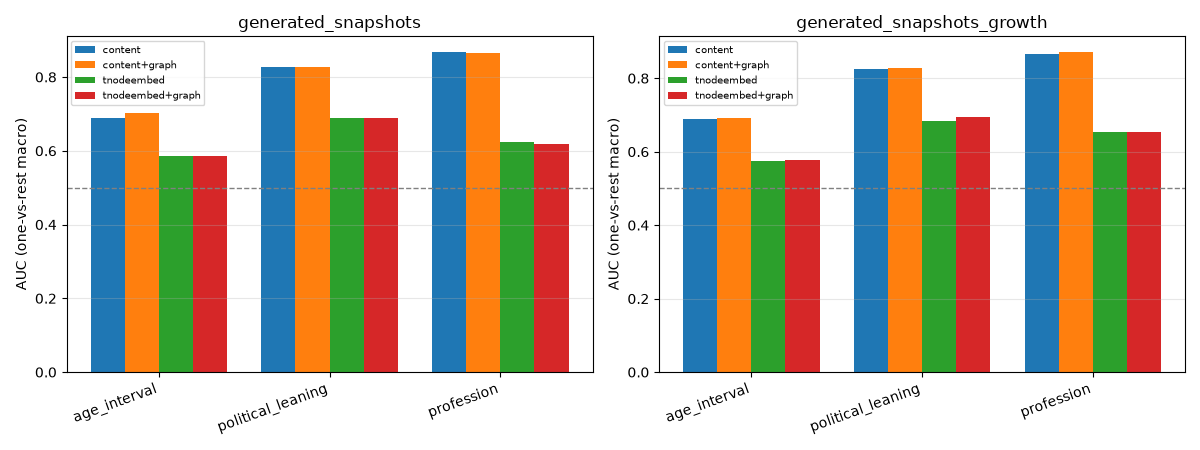 generated_snapshots
AUC (one-vs-rest macro)
0.8
0.6
0.4
0.2
0.0
content
content+graph
tnodeembed
tnodeembed+graph
age_interval
political_leaning
profession
generated_snapshots_growth
AUC (one-vs-rest macro)
0.8
0.6
0.4
0.2
0.0
content
content+graph
tnodeembed
tnodeembed+graph
age_interval
political_leaning
profession